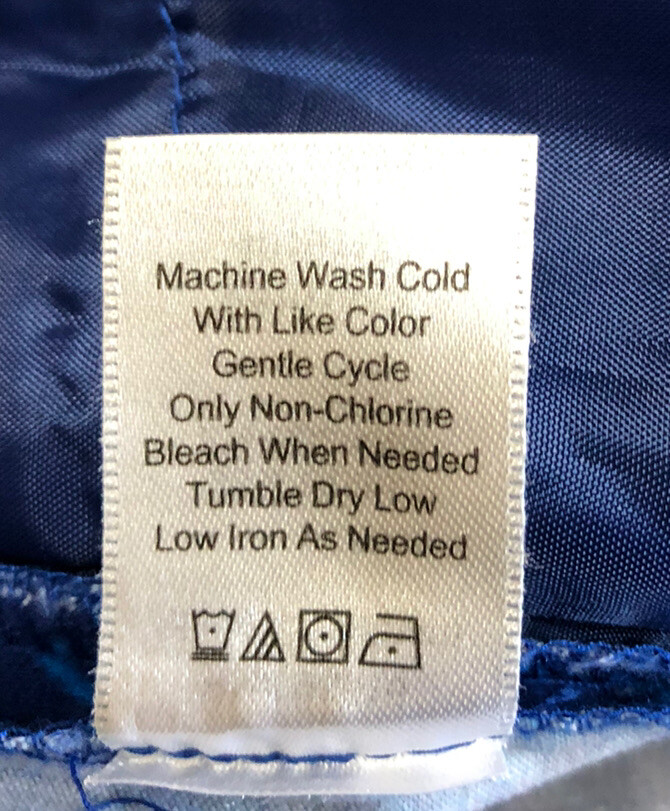 Machine Wash Cold
With Like Color
Gentle Cycle
Only Non-Chlorine
Bleach When Needed
Tumble Dry Low
Low Iron As Needed